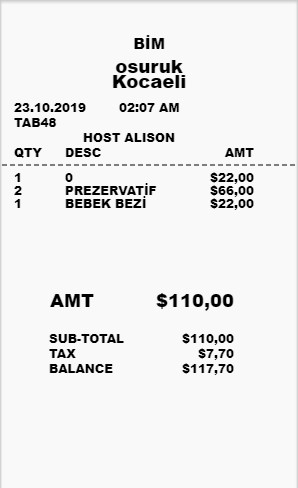 BİM
osuruk
Kocaeli
23.10.2019 02:07 AM
TAB48
HOST ALISON
QTY DESC AMT
1 0 $22,00
2 PREZERVATİF $66,00
1 BEBEK BEZİ $22,00
AMT $110,00
SUB-TOTAL $110,00
TAX $7,70
BALANCE $117,70